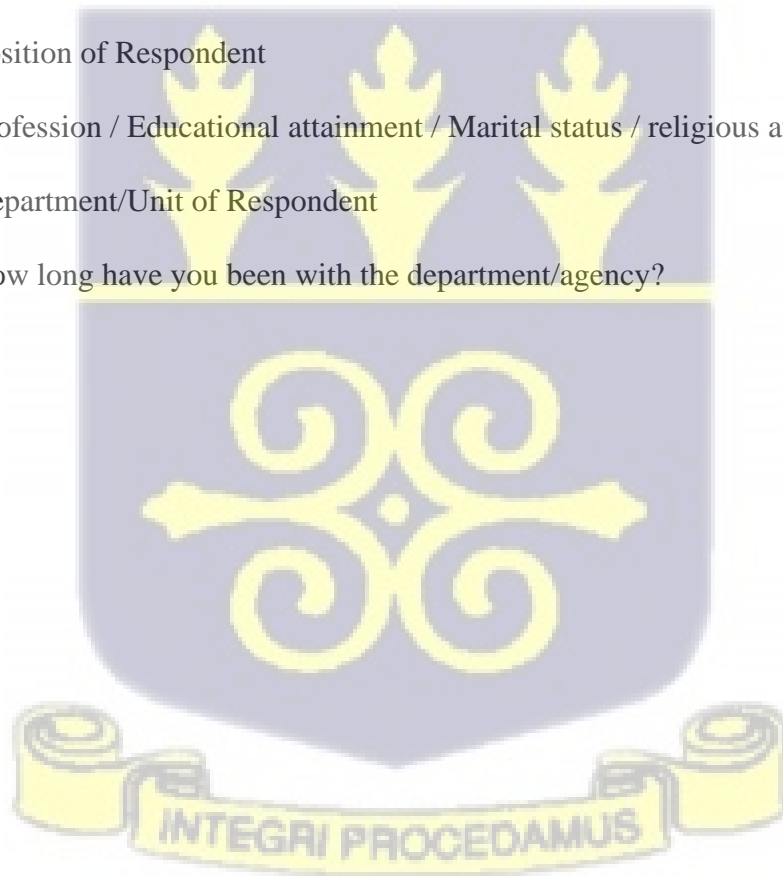 sition of Respondent
ofession / Educational attainment / Marital status / religious a
epartment/Unit of Respondent
ow long have you been with the department/agency?
INTEGRI PROCEDAMUS